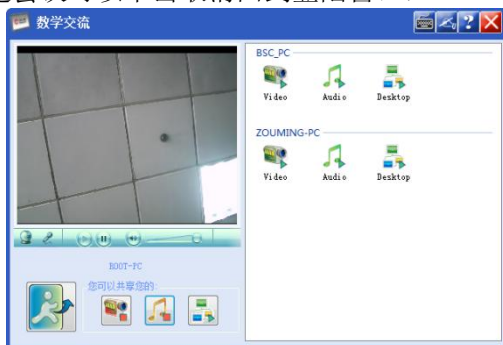 数学交流
BSC_PC
Video Audio Desktop
ZOUMING-PC
Video Audio Desktop
ROOT-PC
您可以共享您的: